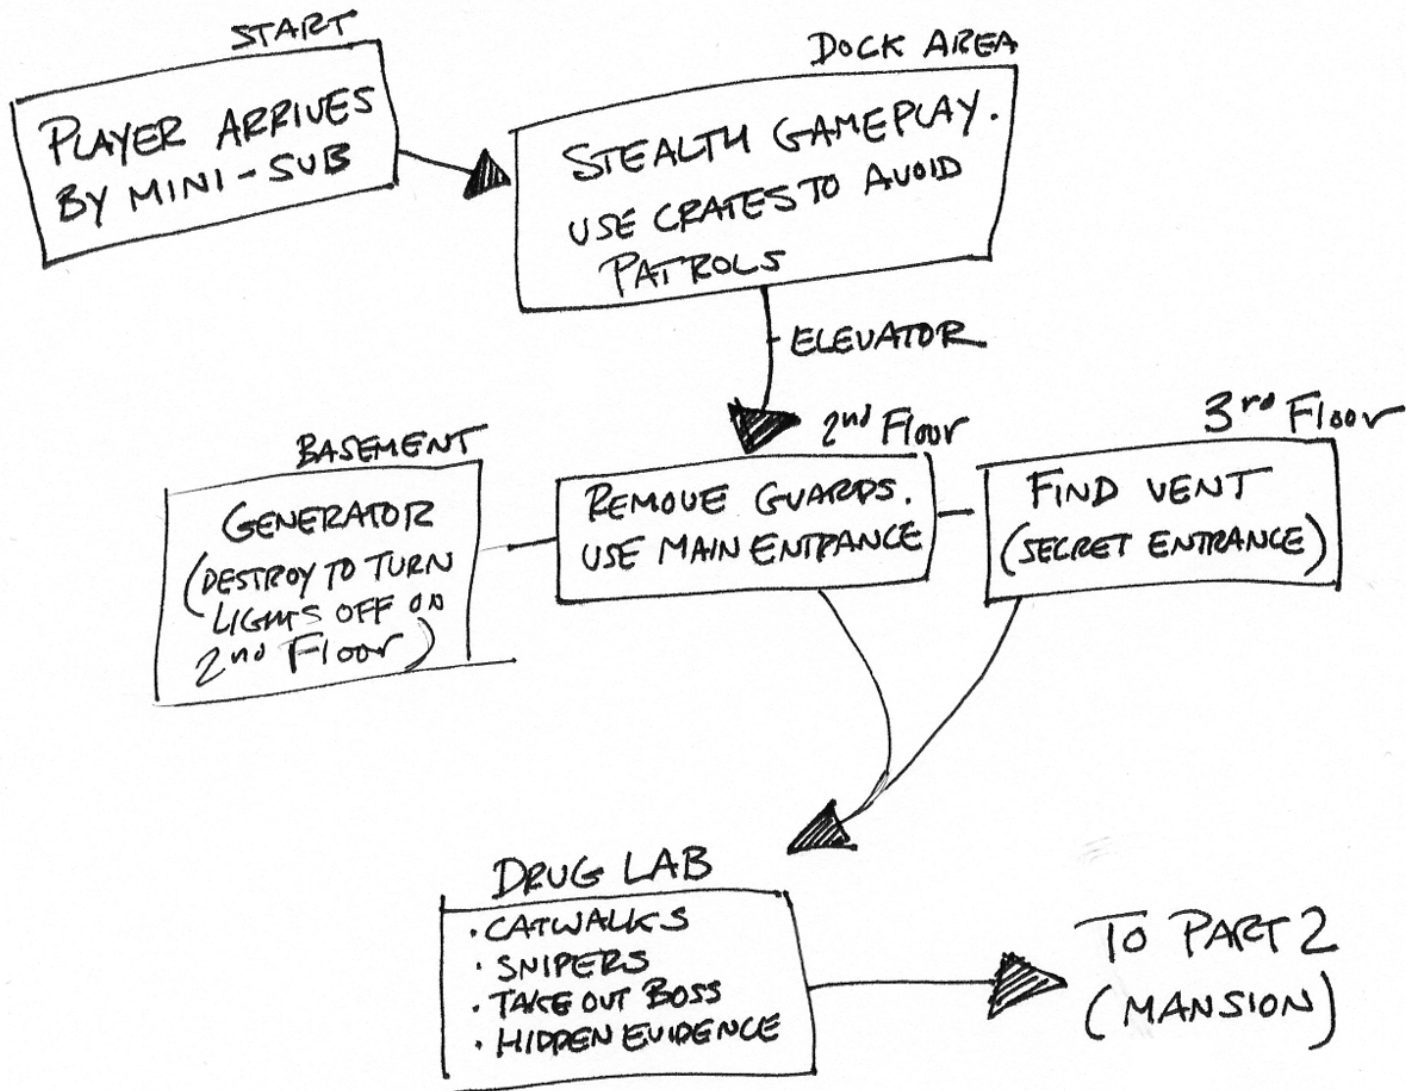 START
PLAYER ARRIVES
BY MINI-SUB
DOCK AREA
STEALTH GAMEPLAY.
USE CRATES TO AVOID
PATROLS
ELEVATOR
BASEMENT
GENERATOR
(DESTROY TO TURN
LIGHTS OFF ON
2nd Floor)
2nd Floor
REMOVE GUARDS.
USE MAIN ENTRANCE
3rd Floor
FIND VENT
(SECRET ENTRANCE)
DRUG LAB
· CATWALKS
· SNIPERS
· TAKE OUT BOSS
· HIDDEN EVIDENCE
TO PART 2
(MANSION)